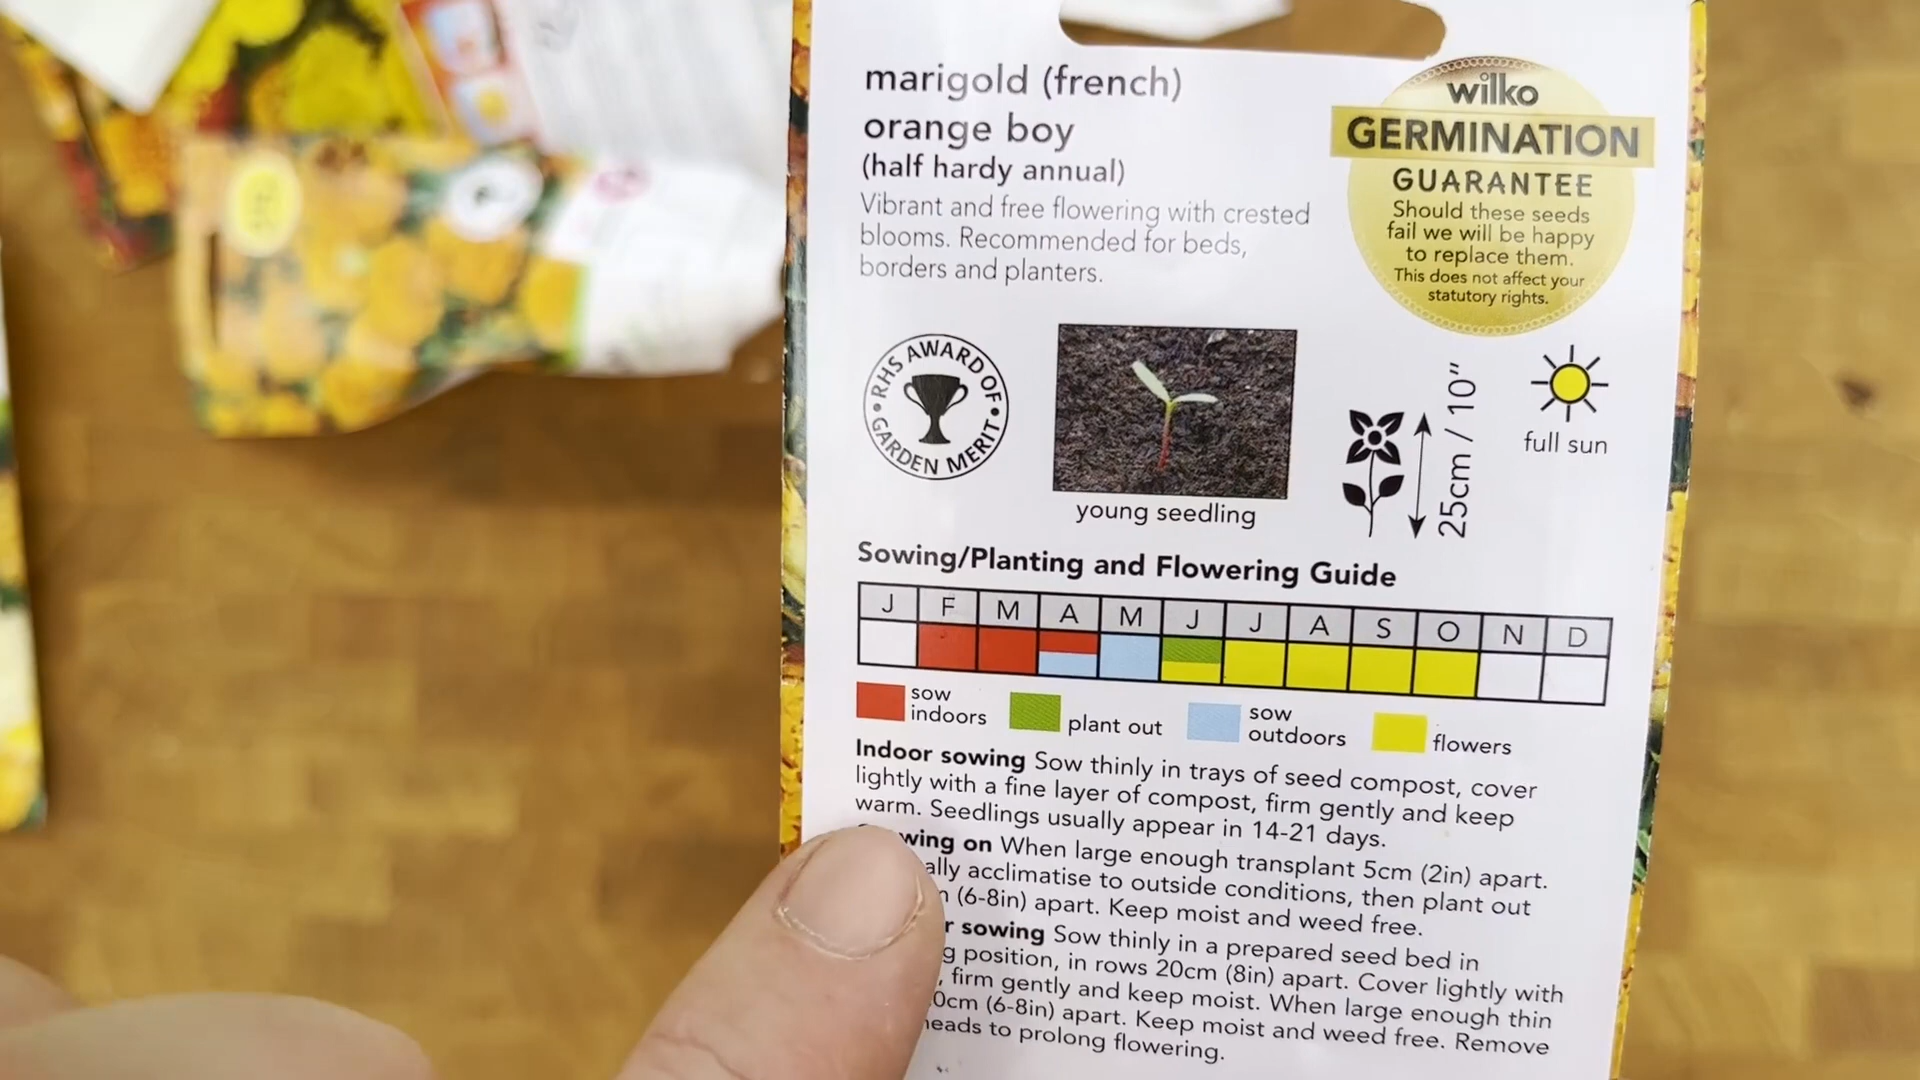 marigold (french)
orange boy
(half hardy annual)
Vibrant and free flowering with crested
blooms. Recommended for beds,
borders and planters.
wilko
GERMINATION
GUARANTEE
Should these seeds
fail we will be happy
to replace them.
This does not affect your
statutory rights.
RHS AWARD OF
GARDEN MERIT
young seedling
25cm / 10"
full sun
Sowing/Planting and Flowering Guide
J F M A M J J A S O N D
sow
indoors
plant out
sow
outdoors
flowers
Indoor sowing Sow thinly in trays of seed compost, cover
lightly with a fine layer of compost, firm gently and keep
warm. Seedlings usually appear in 14-21 days.
wing on When large enough transplant 5cm (2in) apart.
ally acclimatise to outside conditions, then plant out
(6-8in) apart. Keep moist and weed free.
r sowing Sow thinly in a prepared seed bed in
g position, in rows 20cm (8in) apart. Cover lightly with
, firm gently and keep moist. When large enough thin
0cm (6-8in) apart. Keep moist and weed free. Remove
eads to prolong flowering.